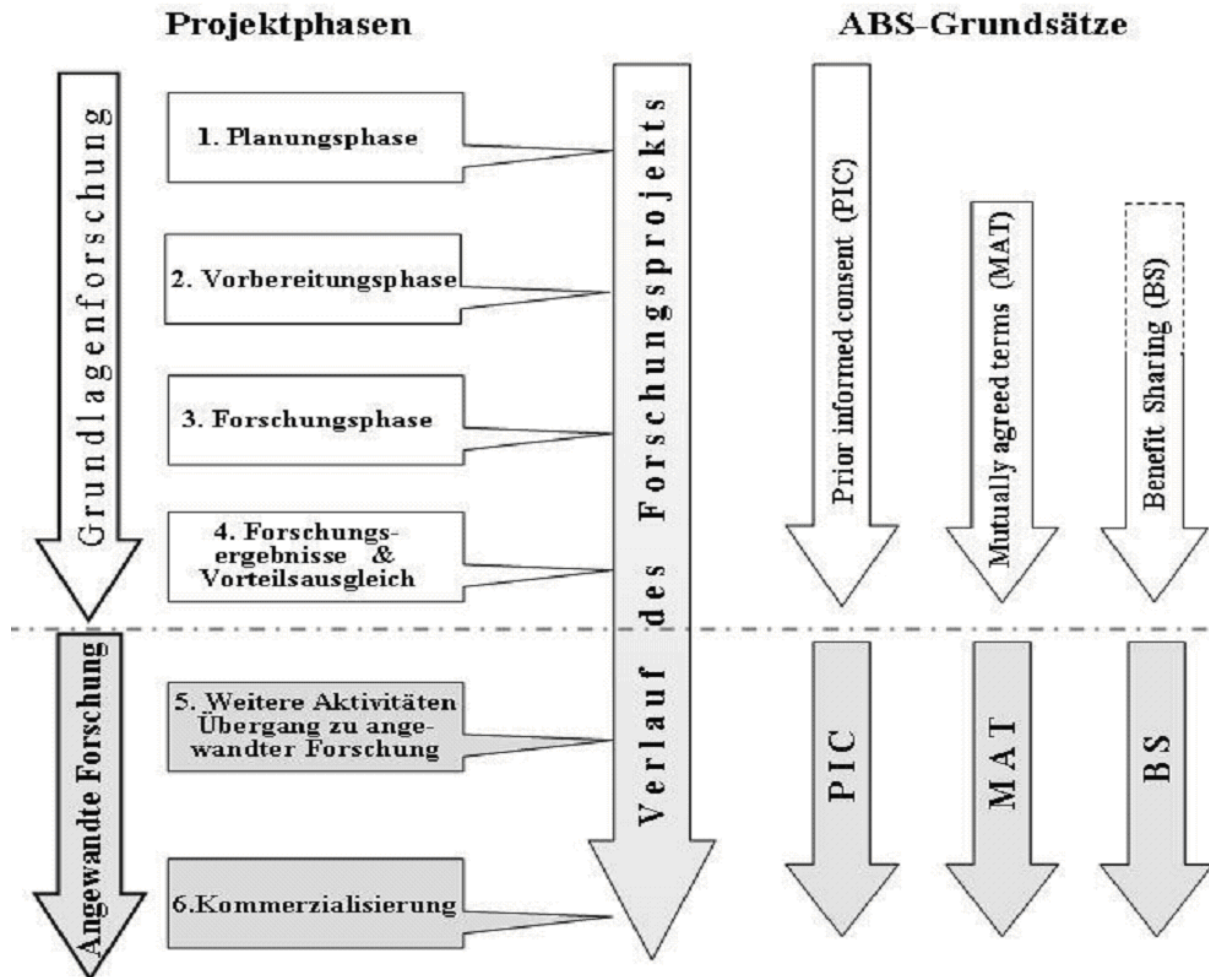 Projektphasen
ABS-Grundsätze
Grundlagenforschung
1. Planungsphase
2. Vorbereitungsphase
3. Forschungsphase
4. Forschungs-
ergebnisse &
Vorteilsausgleich
Verlauf des Forschungsprojekts
Prior informed consent (PIC)
Mutually agreed terms (MAT)
Benefit Sharing (BS)
Angewandte Forschung
5. Weitere Aktivitäten
Übergang zu ange-
wandter Forschung
6.Kommerzialisierung
PIC
MAT
BS